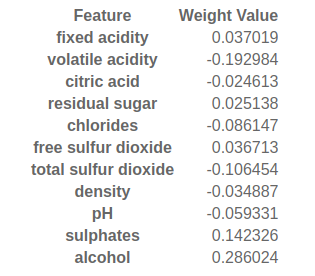 Feature Weight Value
fixed acidity 0.037019
volatile acidity -0.192984
citric acid -0.024613
residual sugar 0.025138
chlorides -0.086147
free sulfur dioxide 0.036713
total sulfur dioxide -0.106454
density -0.034887
pH -0.059331
sulphates 0.142326
alcohol 0.286024